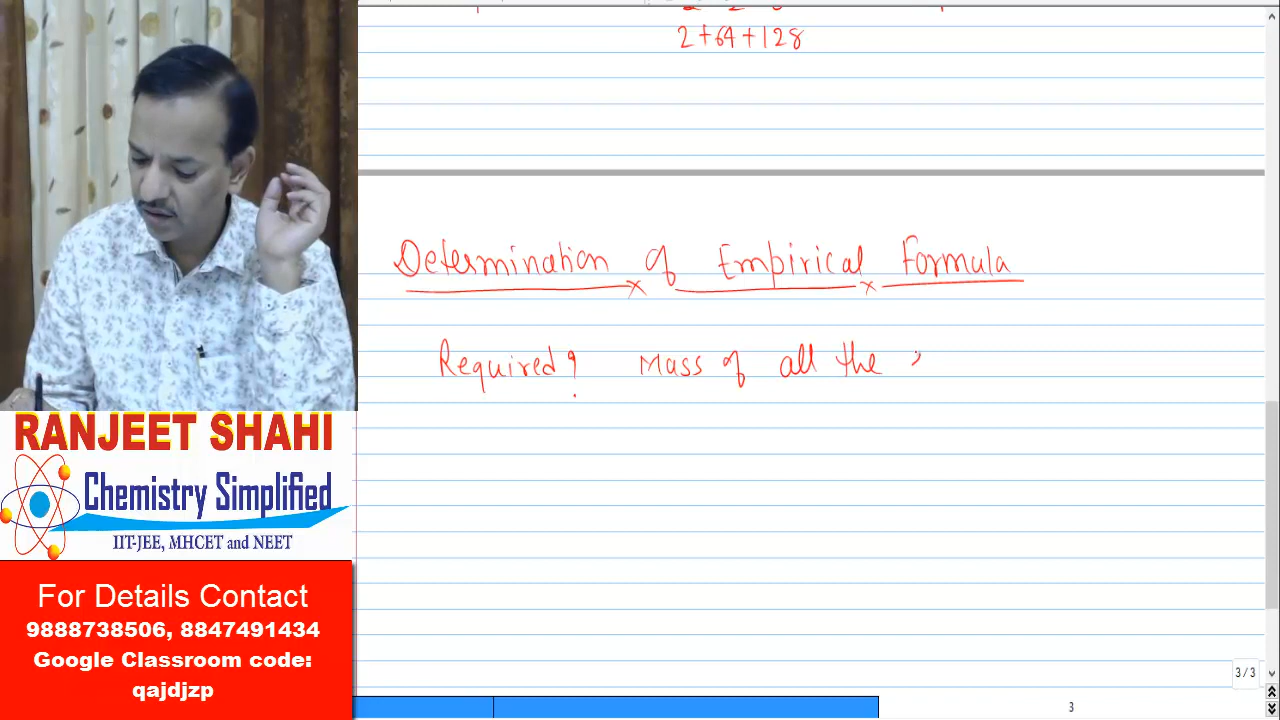 2+64+128
Determination of Empirical Formula
Required? Mass of all the
RANJEET SHAHI
Chemistry Simplified
IIT-JEE, MHCET and NEET
For Details Contact
9888738506, 8847491434
Google Classroom code:
qajdjzp
3/3
3